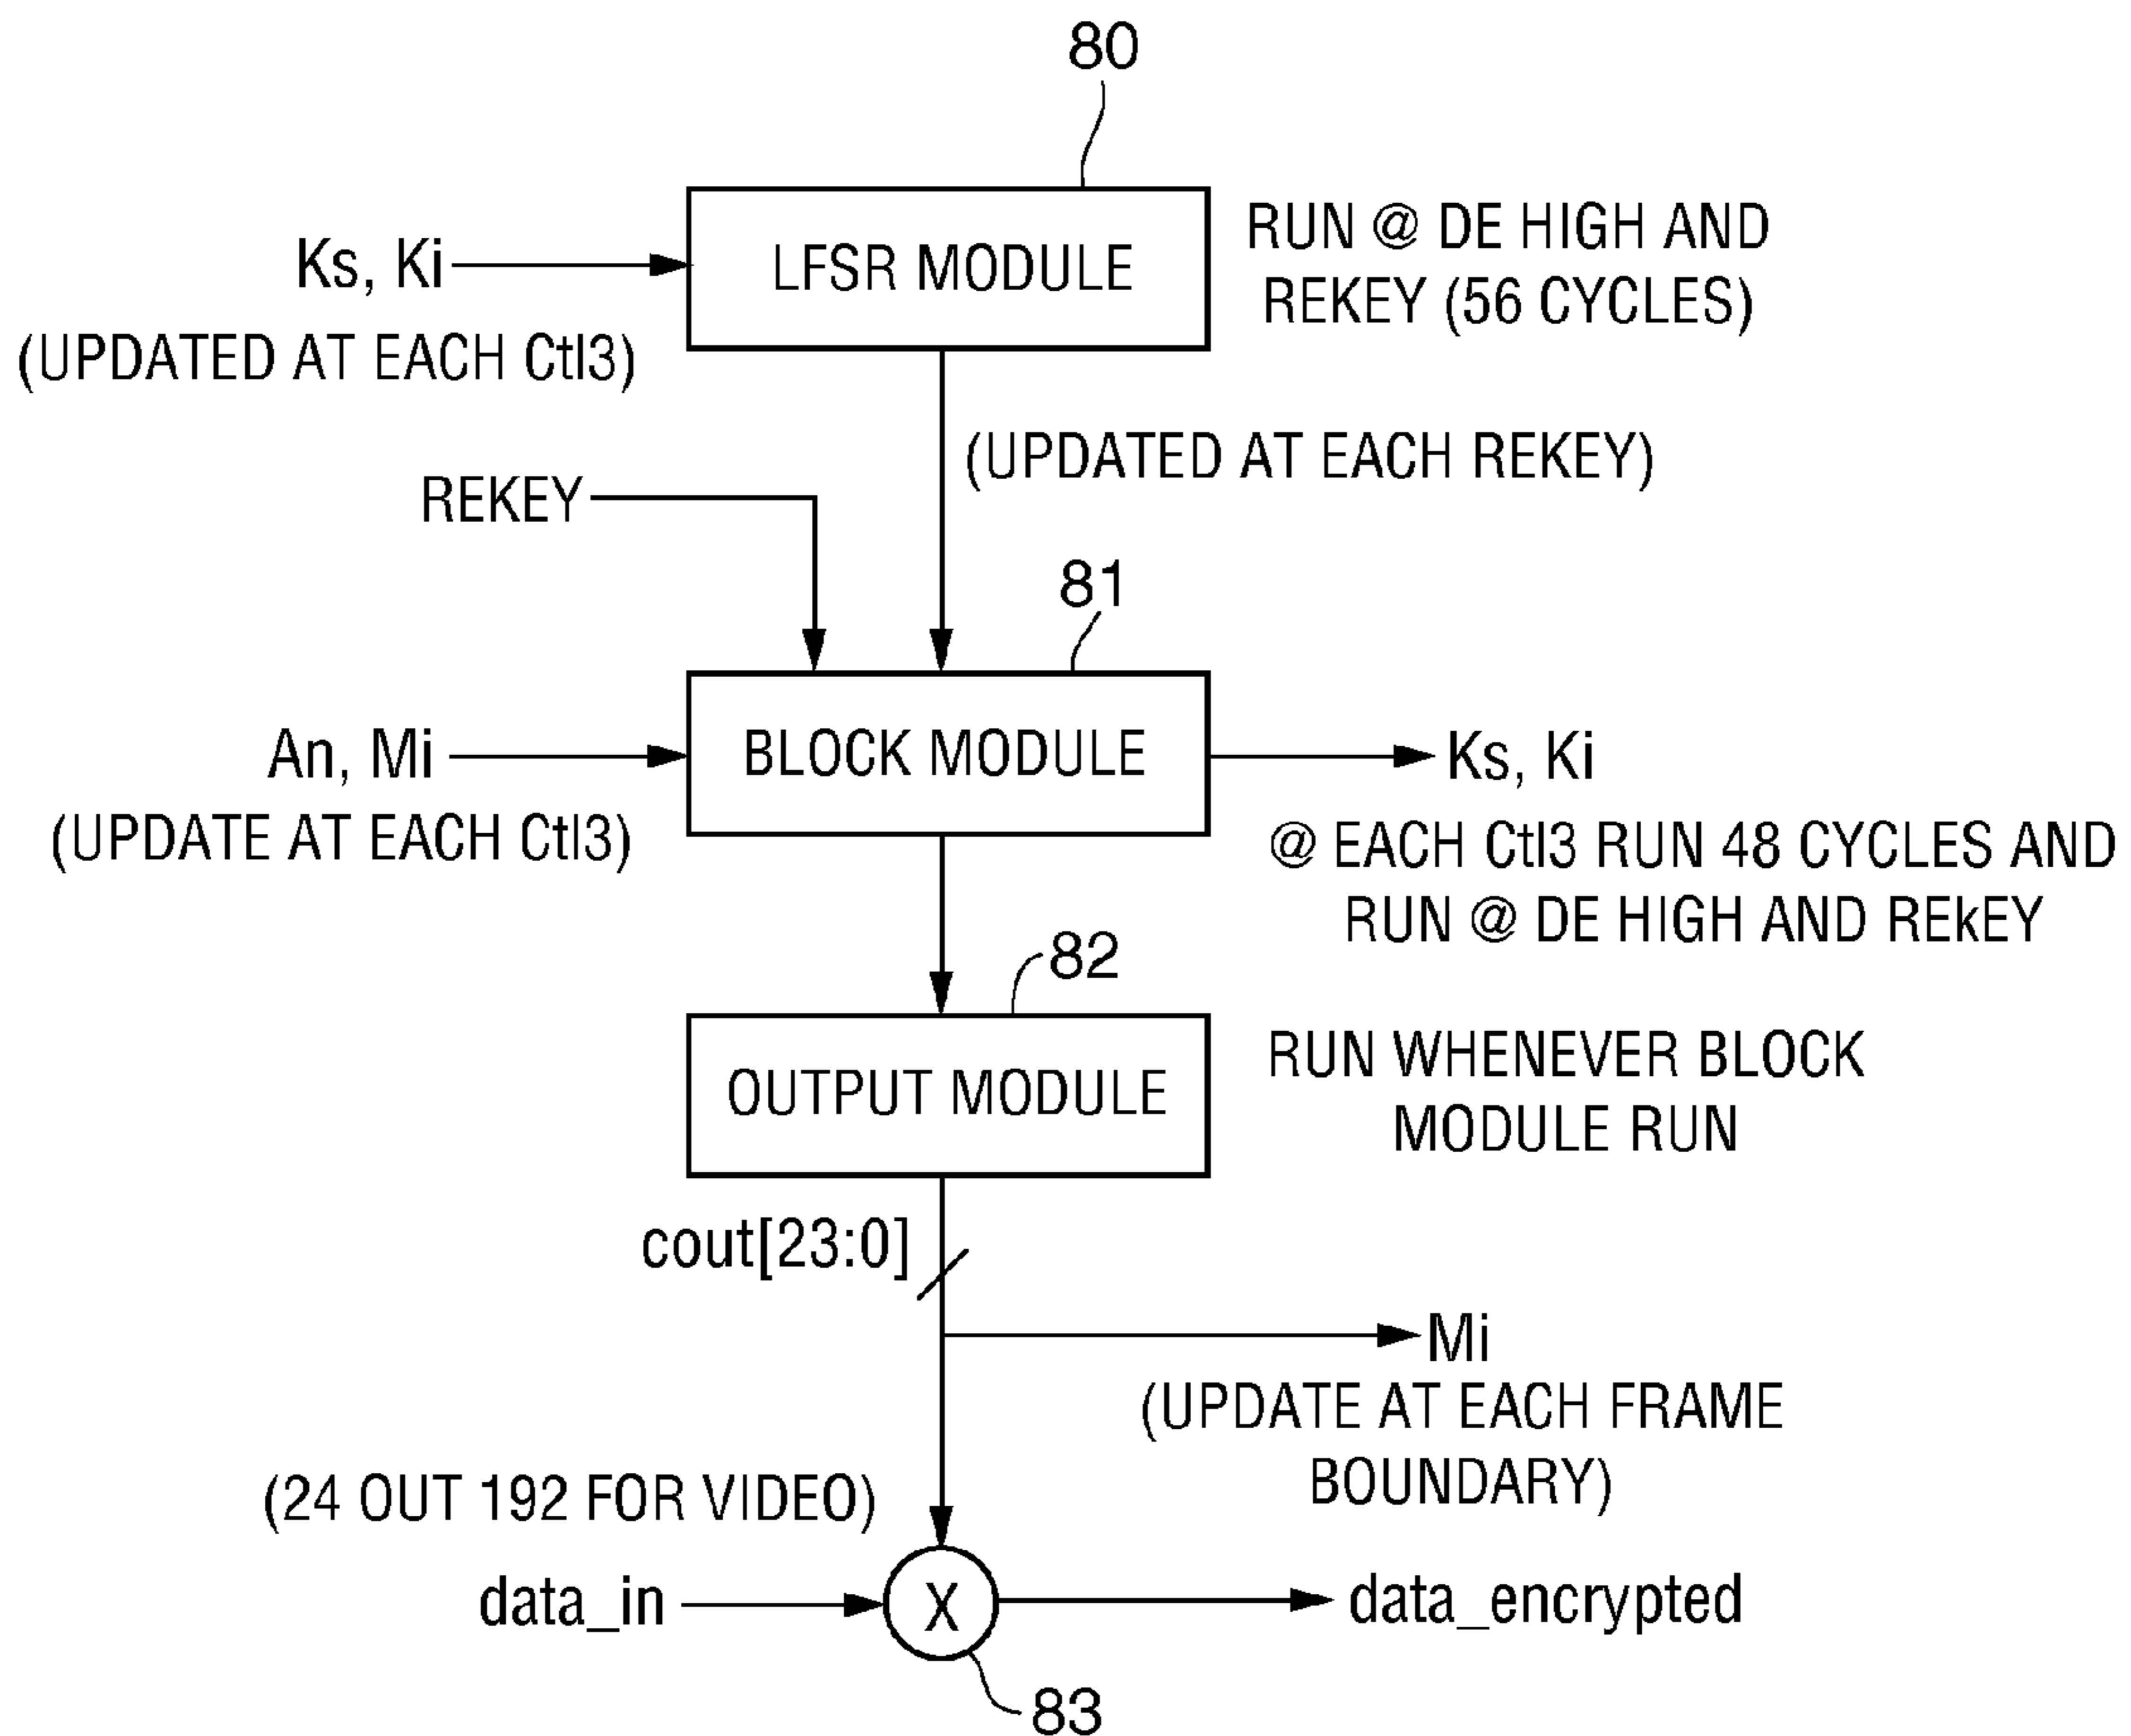 80
LFSR MODULE
RUN @ DE HIGH AND
REKEY (56 CYCLES)
Ks, Ki
(UPDATED AT EACH Ctl3)
(UPDATED AT EACH REKEY)
REKEY
81
BLOCK MODULE
An, Mi
(UPDATE AT EACH Ctl3)
Ks, Ki
@ EACH Ctl3 RUN 48 CYCLES AND
RUN @ DE HIGH AND REkEY
82
OUTPUT MODULE
RUN WHENEVER BLOCK
MODULE RUN
cout[23:0]
Mi
(UPDATE AT EACH FRAME
BOUNDARY)
(24 OUT 192 FOR VIDEO)
data_in
X
data_encrypted
83